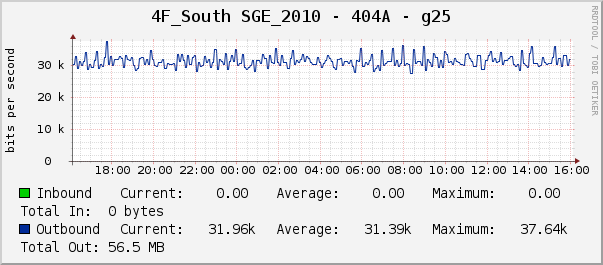 4F_South SGE_2010 - 404A - g25
RRDTOOL / TOBI OETIKER
bits per second
30 k
20 k
10 k
0
18:00 20:00 22:00 00:00 02:00 04:00 06:00 08:00 10:00 12:00 14:00 16:00
Inbound Current: 0.00 Average: 0.00 Maximum: 0.00
Total In: 0 bytes
Outbound Current: 31.96k Average: 31.39k Maximum: 37.64k
Total Out: 56.5 MB